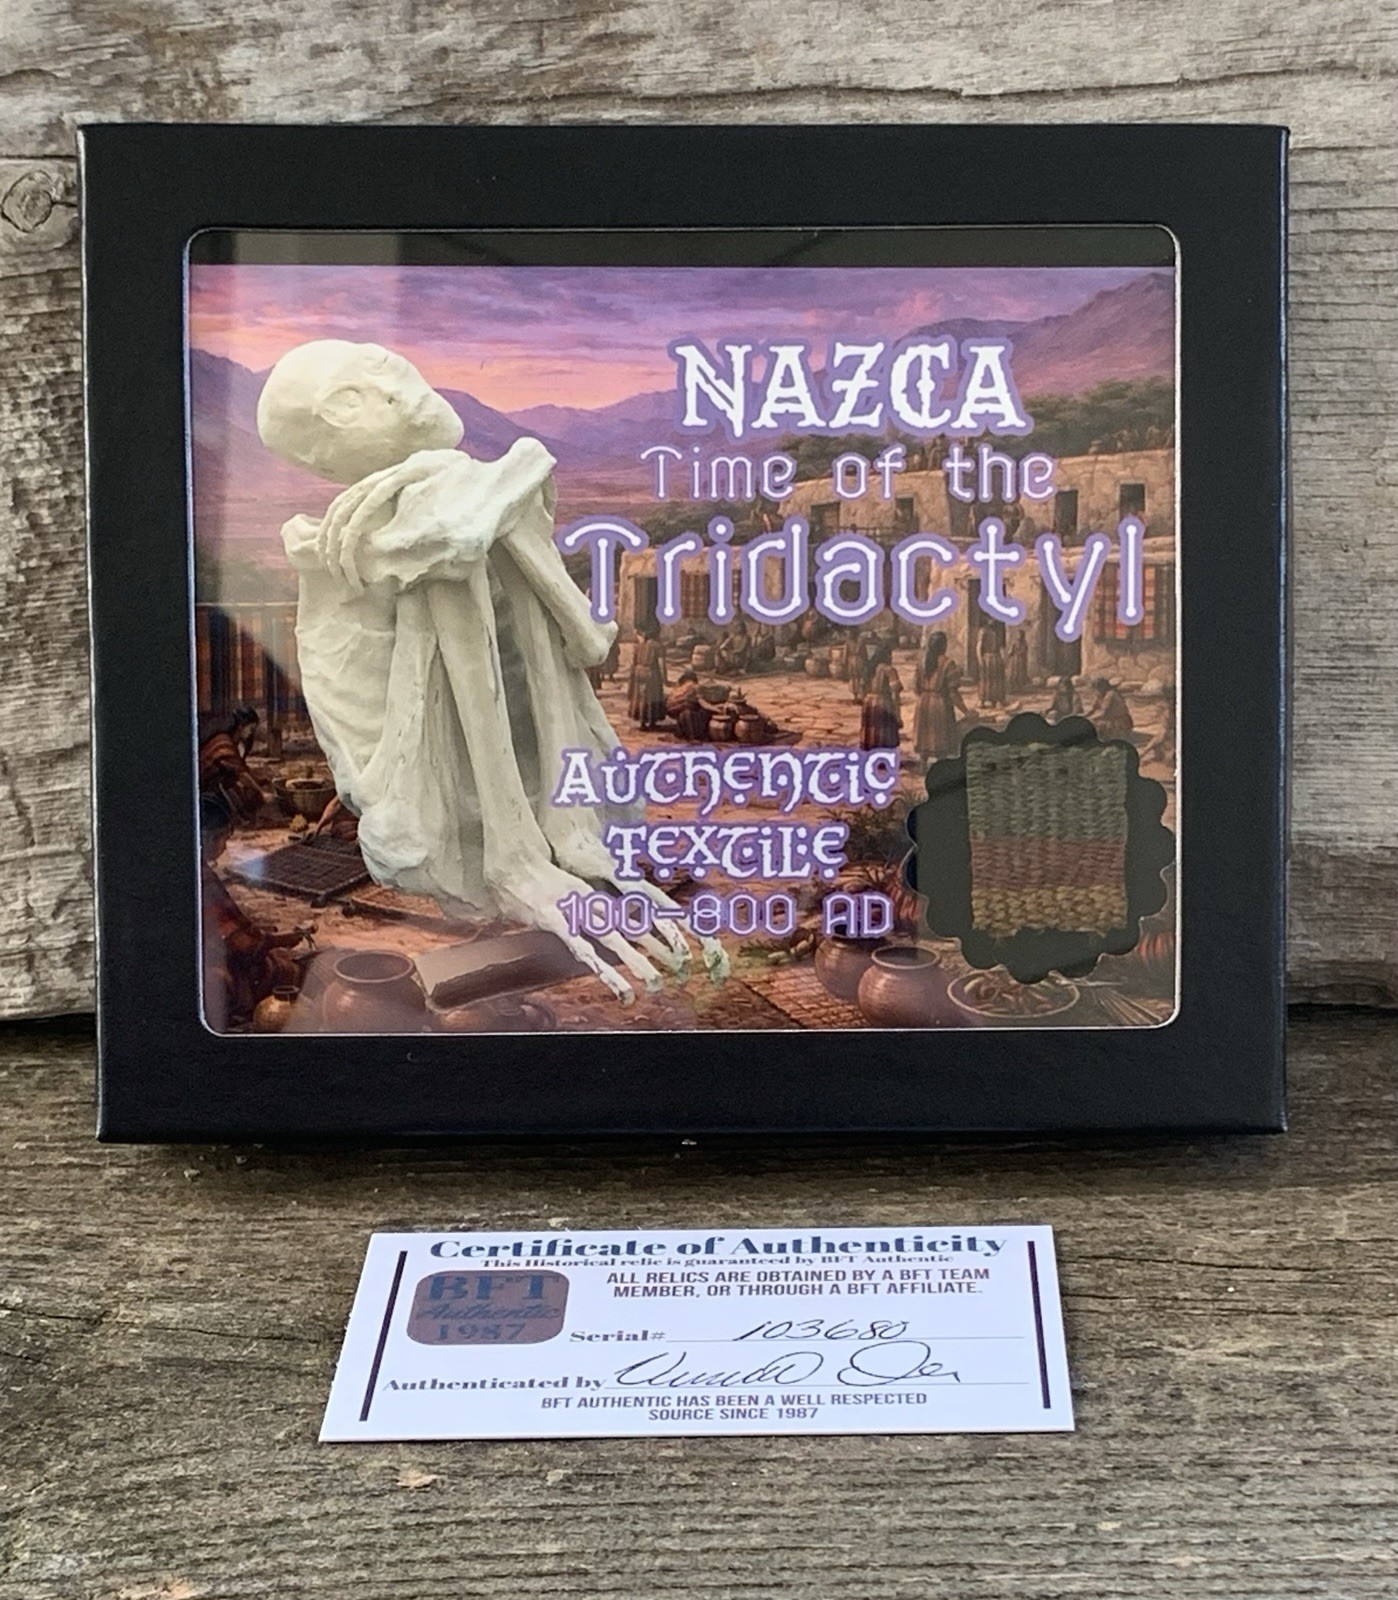 NAZCA
Time of the
Tridactyl
Authentic
Textile
100-800 AD
Certificate of Authenticity
This Historical relic is guaranteed by BFT Authentic
BFT
Authentic
1987
ALL RELICS ARE OBTAINED BY A BFT TEAM
MEMBER, OR THROUGH A BFT AFFILIATE.
Serial# 103680
Authenticated by
BFT AUTHENTIC HAS BEEN A WELL RESPECTED
SOURCE SINCE 1987